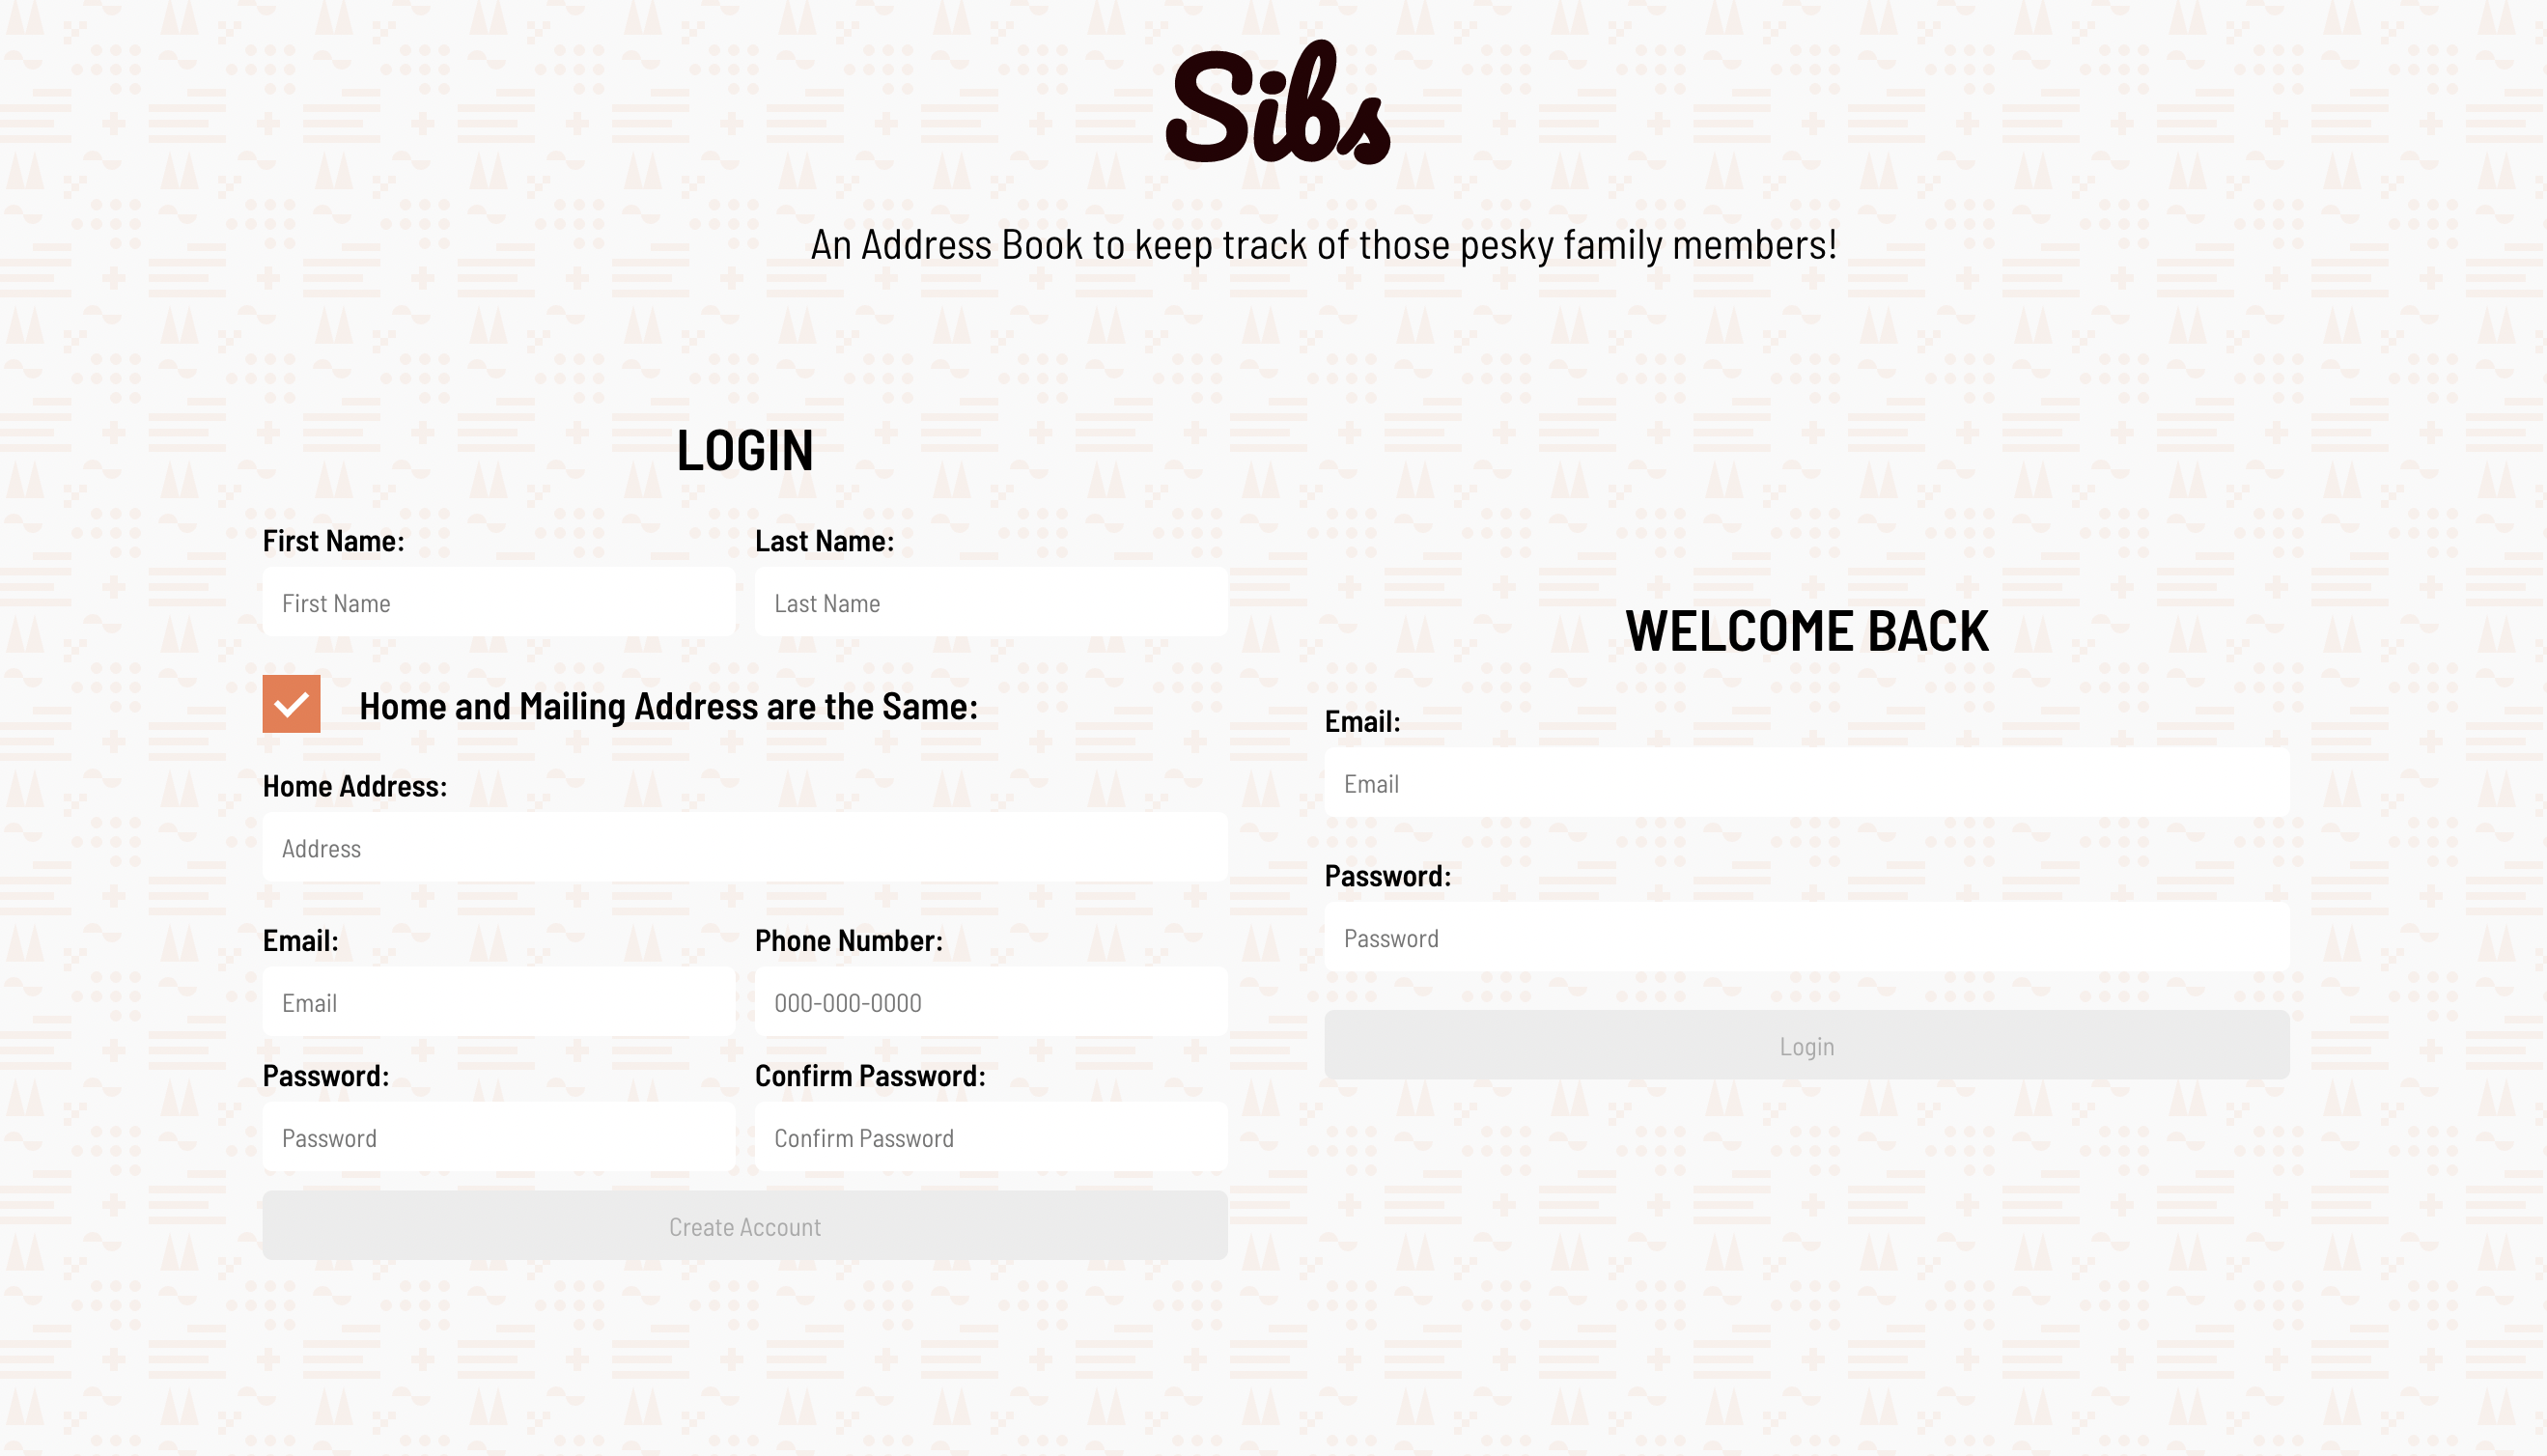 Sibs
An Address Book to keep track of those pesky family members!
LOGIN
First Name:
Last Name:
First Name
Last Name
Home and Mailing Address are the Same:
Home Address:
Address
Email:
Phone Number:
Email
000-000-0000
Password:
Confirm Password:
Password
Confirm Password
Create Account
WELCOME BACK
Email:
Email
Password:
Password
Login